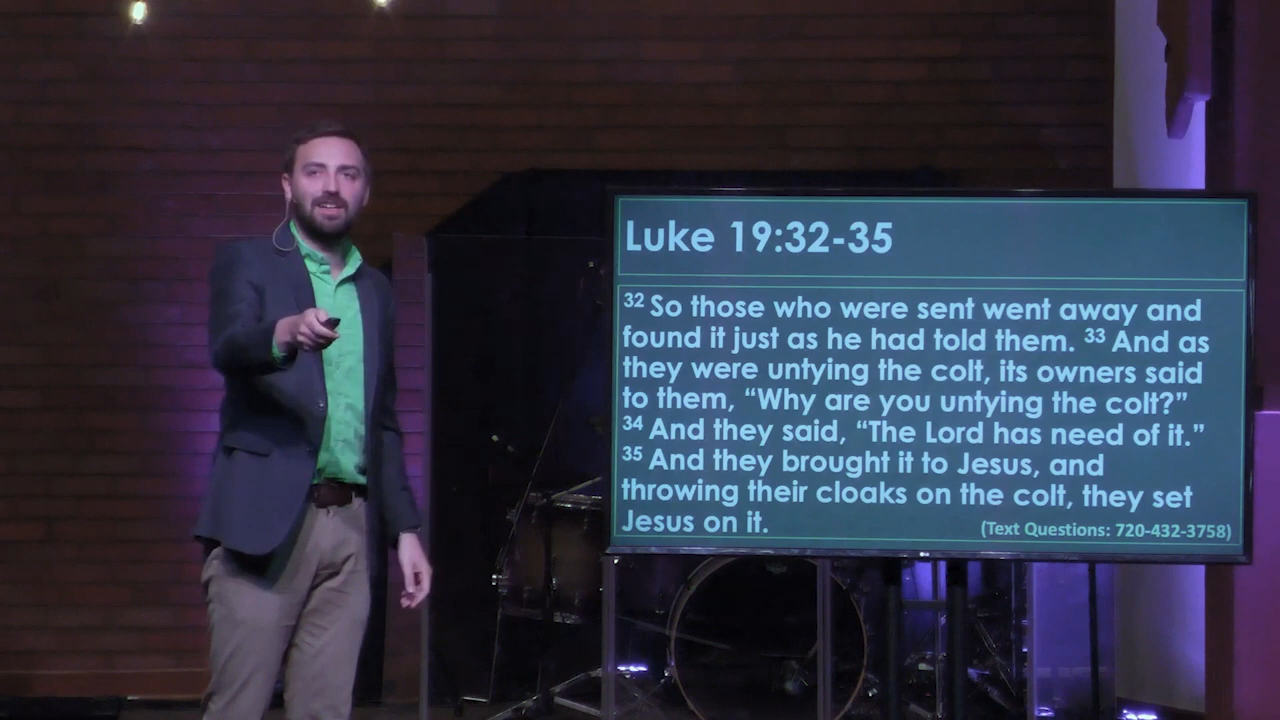 Luke 19:32-35
32 So those who were sent went away and
found it just as he had told them. 33 And as
they were untying the colt, its owners said
to them, “Why are you untying the colt?”
34 And they said, “The Lord has need of it.”
35 And they brought it to Jesus, and
throwing their cloaks on the colt, they set
Jesus on it.
(Text Questions: 720-432-3758)
LG